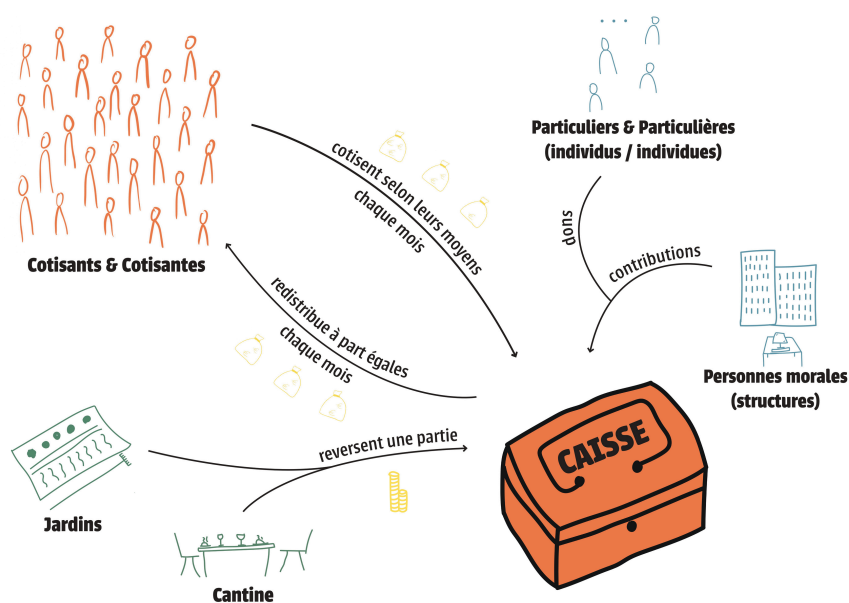 Particuliers & Particulières
(individus / individues)
cotisent selon leurs moyens
chaque mois
dons
contributions
Cotisants & Cotisantes
redistribue à part égales
chaque mois
Personnes morales
(structures)
reversent une partie
CAISSE
Jardins
Cantine